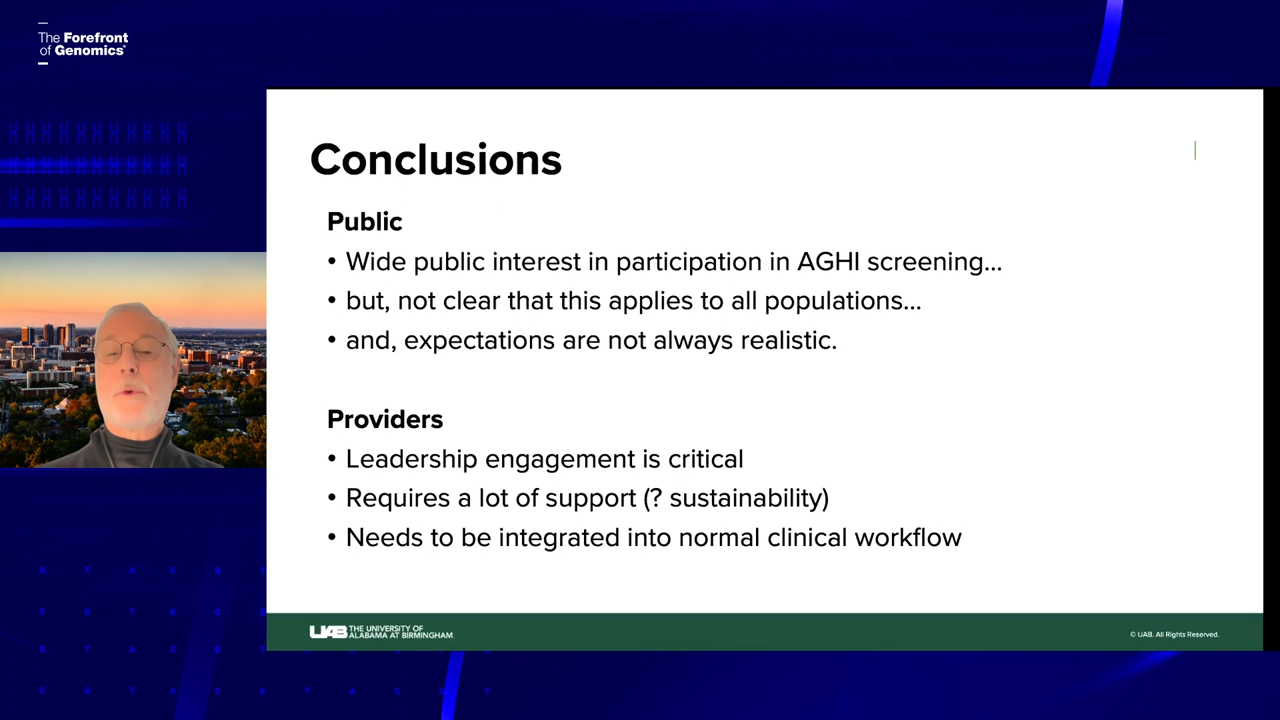 The Forefront
of Genomics®
Conclusions
Public
• Wide public interest in participation in AGHI screening...
• but, not clear that this applies to all populations...
• and, expectations are not always realistic.
Providers
• Leadership engagement is critical
• Requires a lot of support (? sustainability)
• Needs to be integrated into normal clinical workflow
UAB THE UNIVERSITY OF
ALABAMA AT BIRMINGHAM.
© UAB. All Rights Reserved.